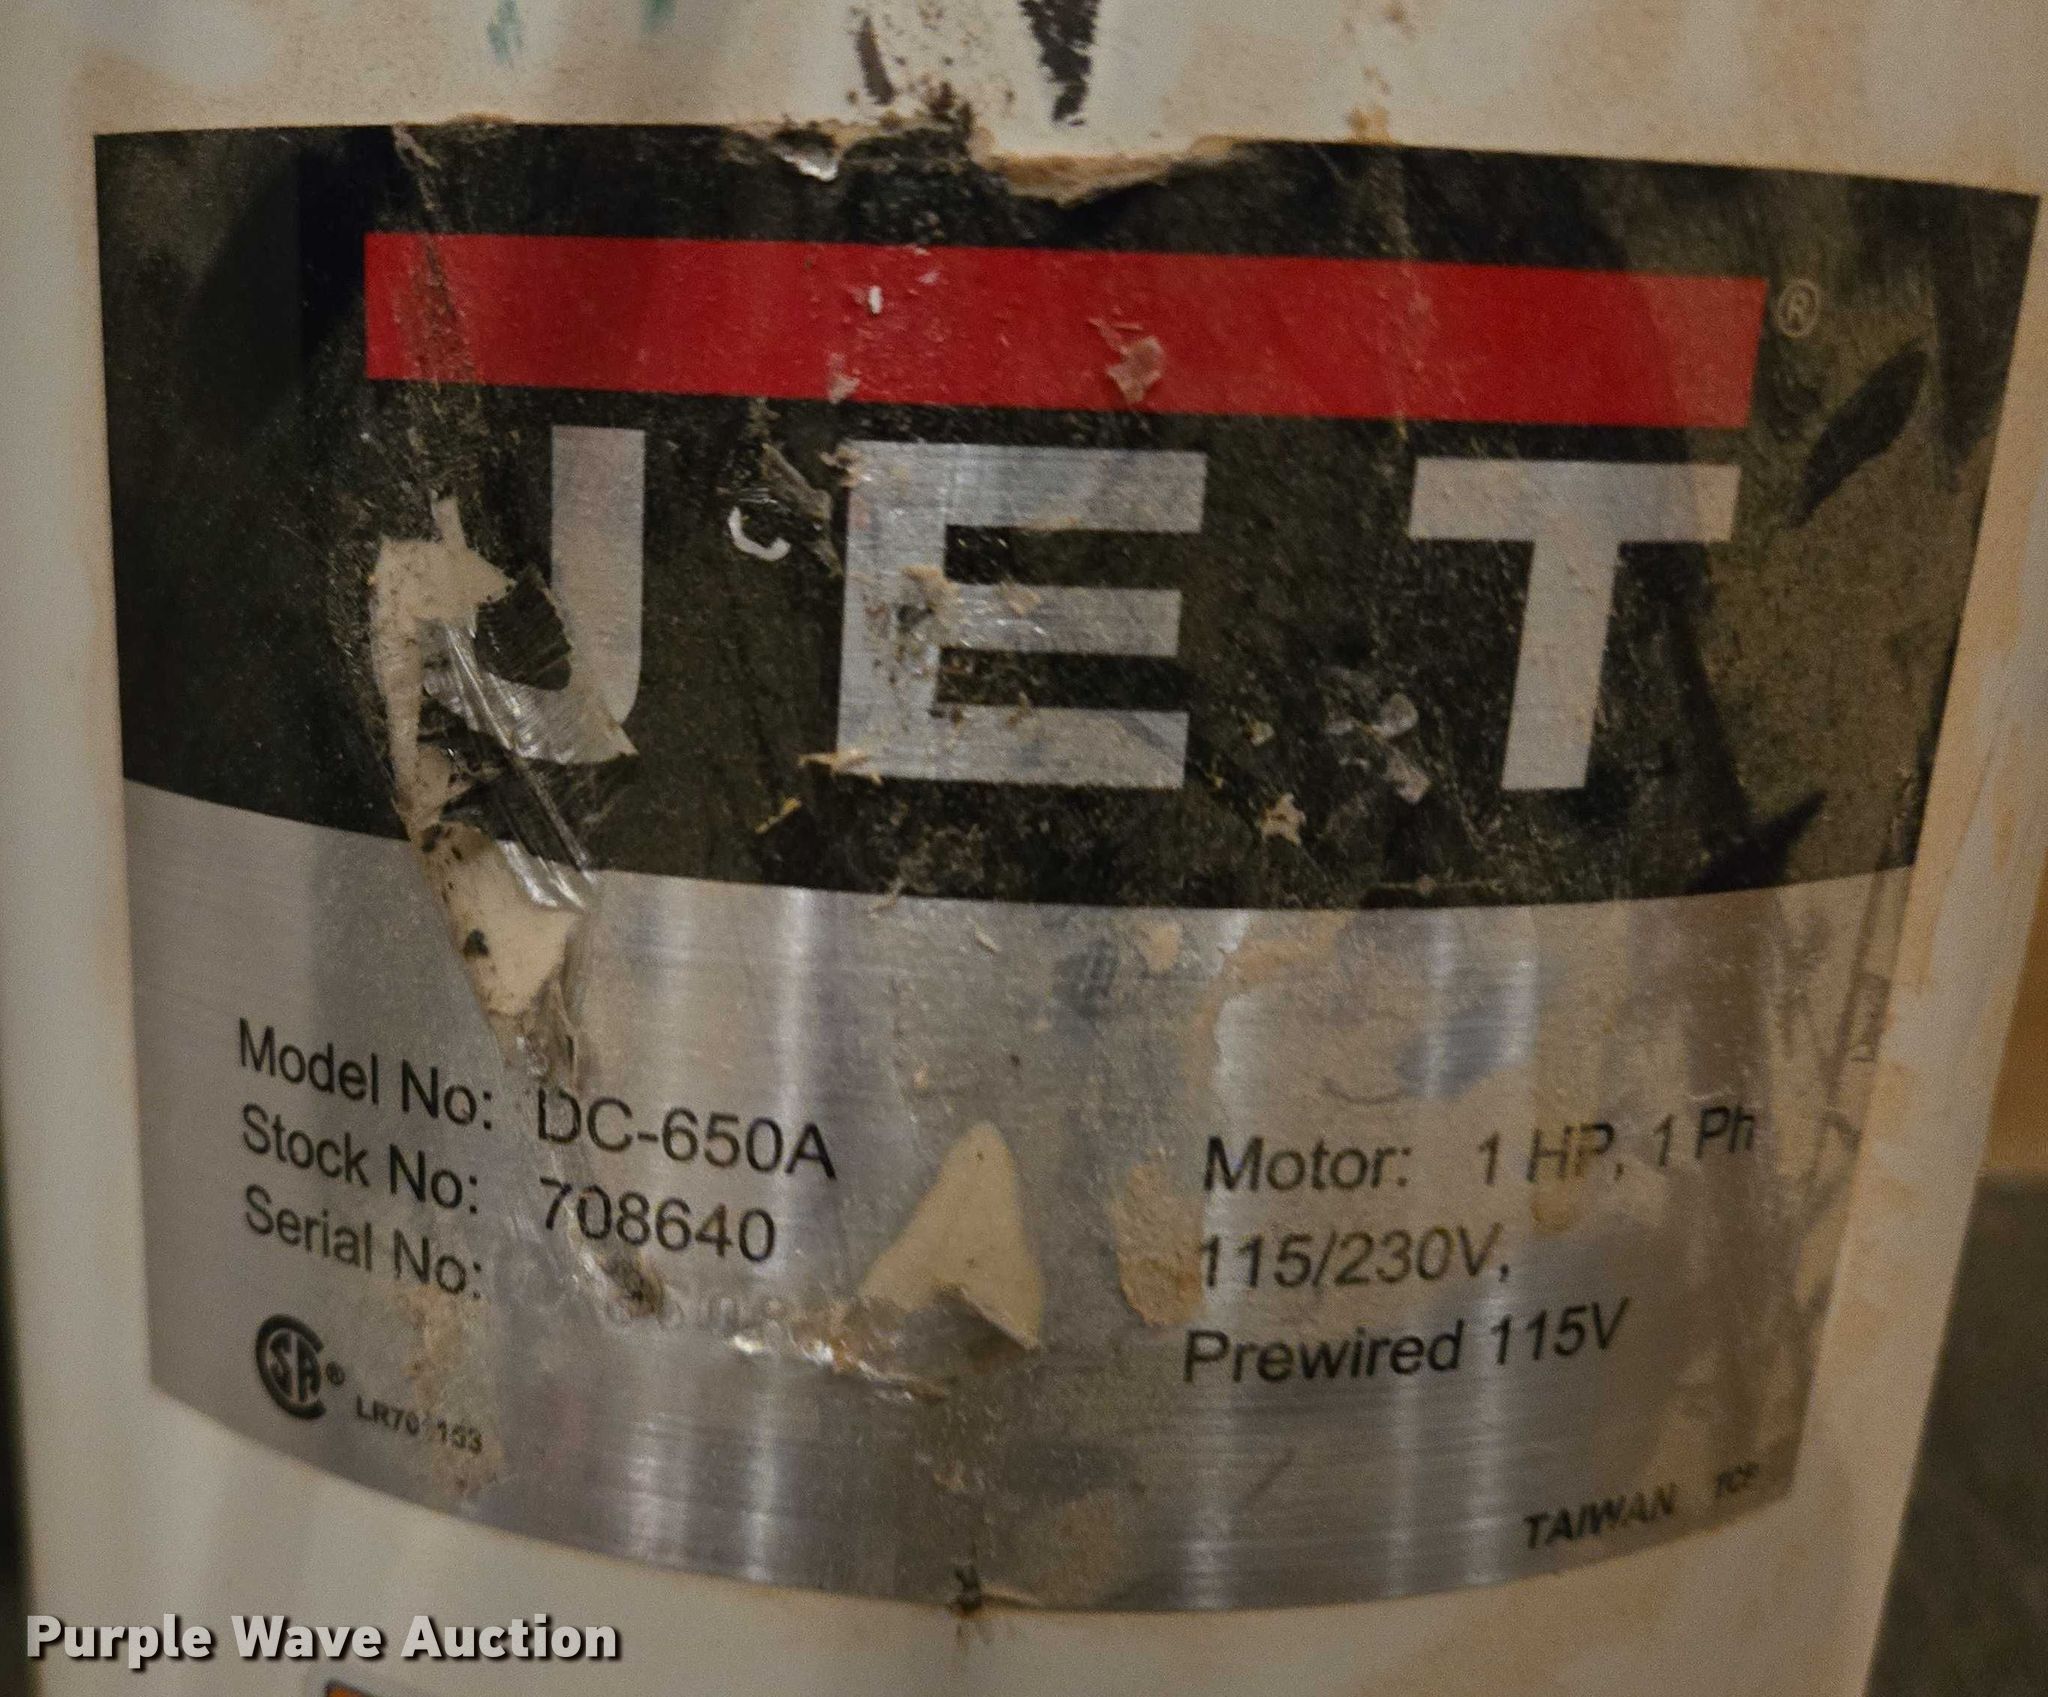 JET®
Model No: DC-650A
Stock No: 708640
Serial No:
Motor: 1 HP, 1 Ph
115/230V,
Prewired 115V
SA®
TAIWAN
Purple Wave Auction